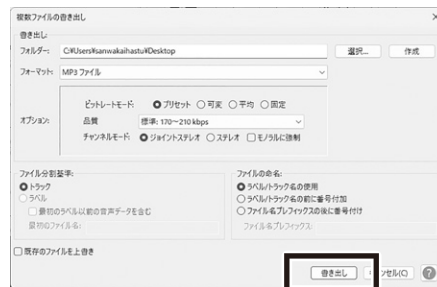 複数ファイルの書き出し
書き出し:
フォルダー: C:¥Users¥sanwakaihastu¥Desktop 選択... 作成
フォーマット: MP3 ファイル
ビットレートモード: プリセット 可変 平均 固定
オプション: 品質 標準: 170～210 kbps
チャンネルモード: ジョイントステレオ ステレオ モノラルに強制
ファイル分割基準: ファイルの命名:
トラック ラベル/トラック名の使用
ラベル ラベル/トラック名の前に番号付加
最初のラベル以前の音声データを含む ファイル名プレフィックスの後に番号付け
最初のファイル名: ファイル名プレフィックス:
既存のファイルを上書き
書き出し ャンセル(C)